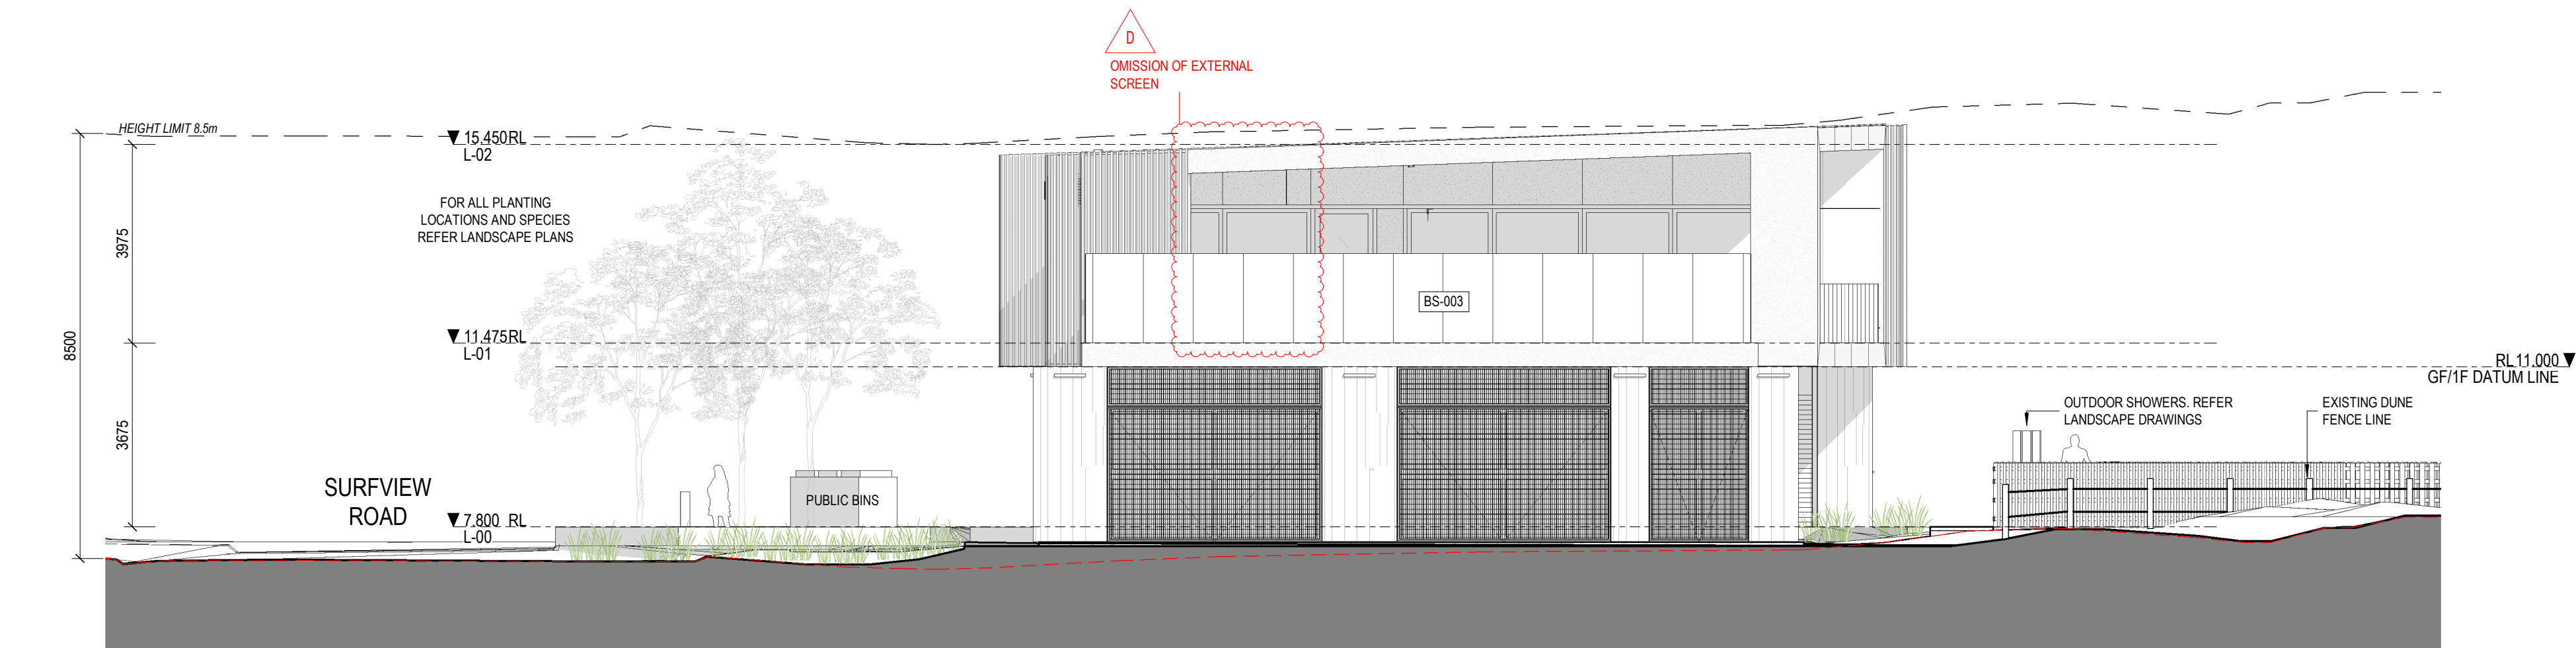 D
OMISSION OF EXTERNAL
SCREEN
HEIGHT LIMIT 8.5m
15.450RL
L-02
FOR ALL PLANTING
LOCATIONS AND SPECIES
REFER LANDSCAPE PLANS
3975
8500
11.475RL
L-01
BS-003
RL 11.000
GF/1F DATUM LINE
3675
OUTDOOR SHOWERS. REFER
LANDSCAPE DRAWINGS
EXISTING DUNE
FENCE LINE
SURFVIEW
ROAD
PUBLIC BINS
7.800 RL
L-00